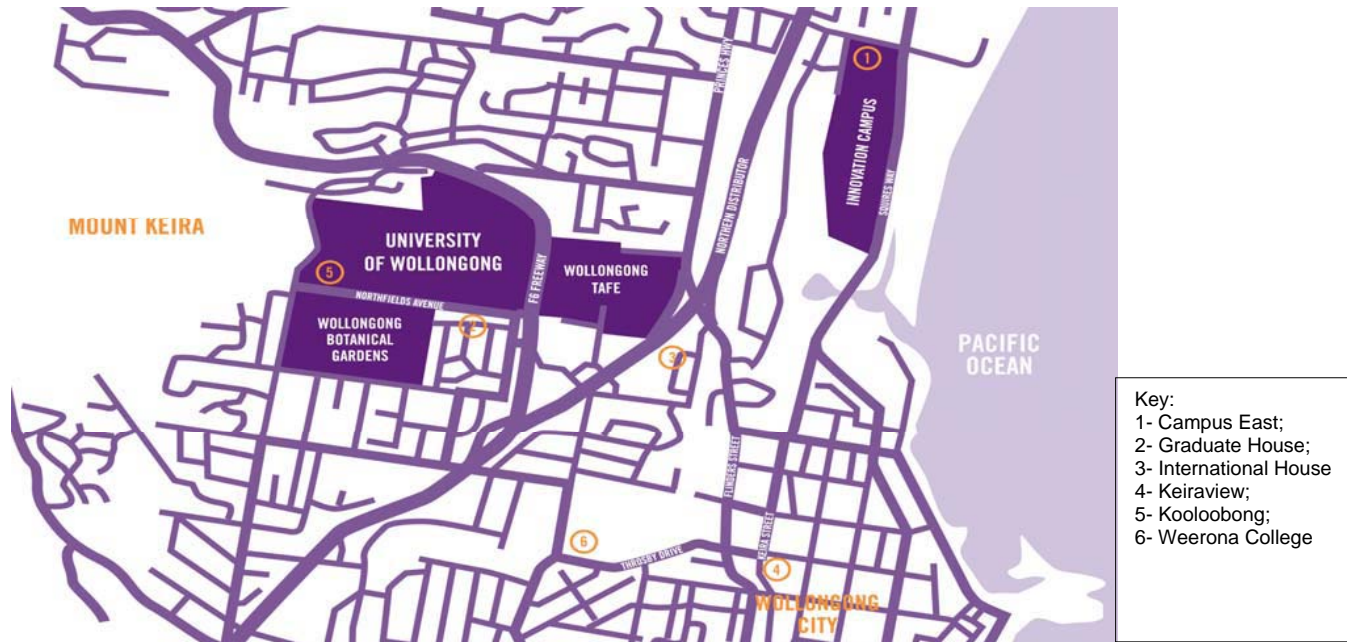 1
PRINCES HWY
INNOVATION CAMPUS
SQUIRES WAY
NORTHERN DISTRIBUTOR
MOUNT KEIRA
UNIVERSITY
OF WOLLONGONG
5
F6 FREEWAY
WOLLONGONG
TAFE
NORTHFIELDS AVENUE
2
WOLLONGONG
BOTANICAL
GARDENS
3
PACIFIC
OCEAN
FLINDERS STREET
KEIRA STREET
6
THROSBY DRIVE
4
WOLLONGONG
CITY
Key:
1- Campus East;
2- Graduate House;
3- International House
4- Keiraview;
5- Kooloobong;
6- Weerona College